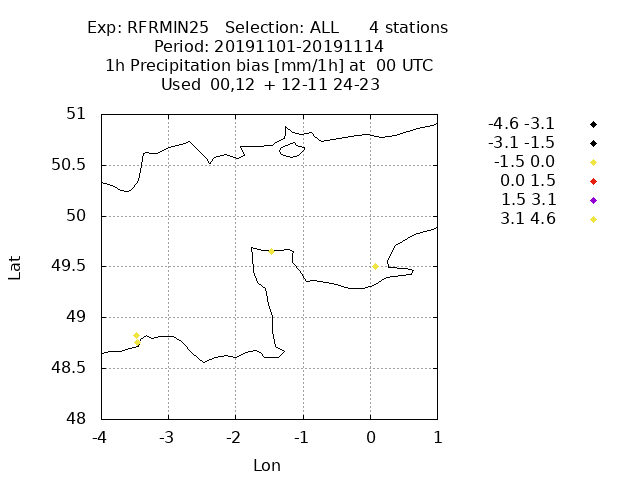 Exp: RFRMIN25   Selection: ALL      4 stations
Period: 20191101-20191114
1h Precipitation bias [mm/1h] at  00 UTC
Used  00,12  + 12-11 24-23
51
50.5
50
49.5
49
48.5
48
-4 -3 -2 -1 0 1
Lat
Lon
-4.6 -3.1
-3.1 -1.5
-1.5 0.0
0.0 1.5
1.5 3.1
3.1 4.6